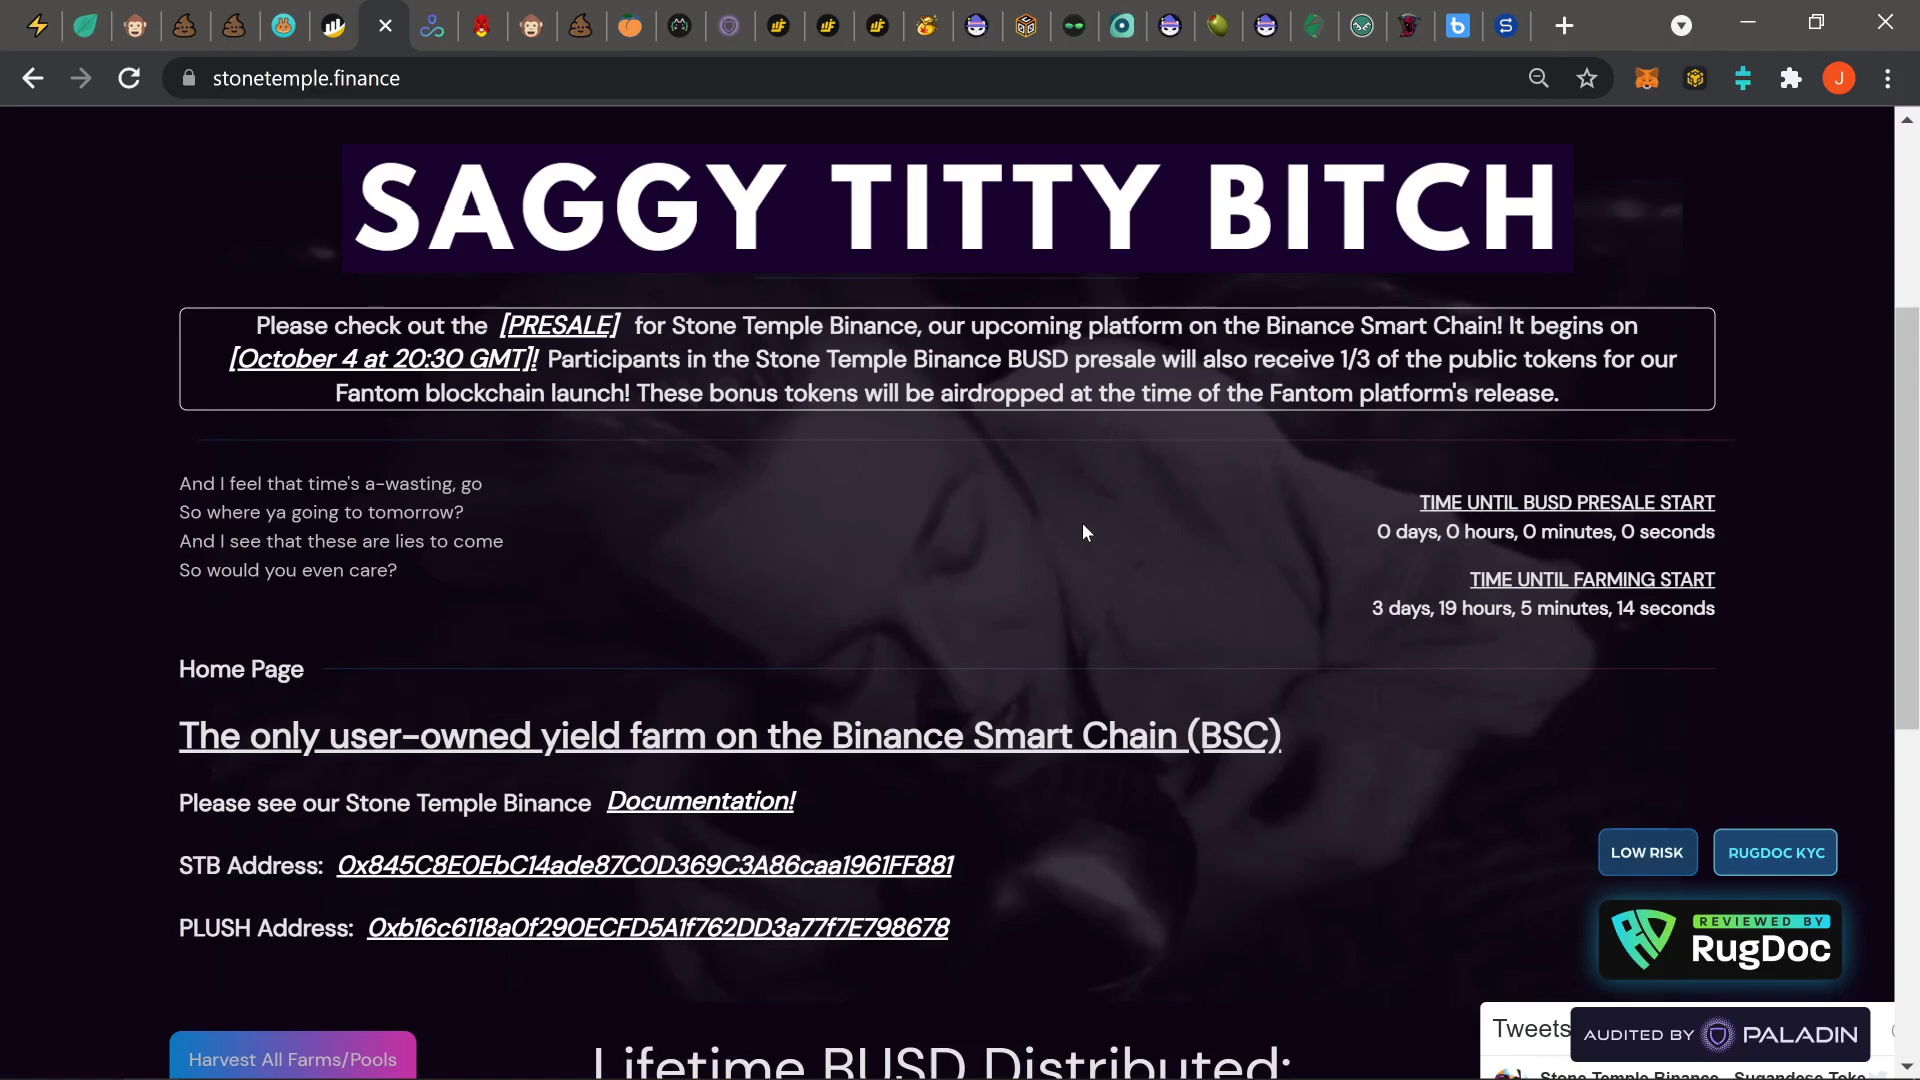 J
stonetemple.finance
SAGGY TITTY BITCH
Please check out the [PRESALE] for Stone Temple Binance, our upcoming platform on the Binance Smart Chain! It begins on
[October 4 at 20:30 GMT]! Participants in the Stone Temple Binance BUSD presale will also receive 1/3 of the public tokens for our
Fantom blockchain launch! These bonus tokens will be airdropped at the time of the Fantom platform's release.
And I feel that time's a-wasting, go
So where ya going to tomorrow?
And I see that these are lies to come
So would you even care?
TIME UNTIL BUSD PRESALE START
0 days, 0 hours, 0 minutes, 0 seconds
TIME UNTIL FARMING START
3 days, 19 hours, 5 minutes, 14 seconds
Home Page
The only user-owned yield farm on the Binance Smart Chain (BSC)
Please see our Stone Temple Binance Documentation!
STB Address: 0x845C8E0EbC14ade87C0D369C3A86caa1961FF881
PLUSH Address: 0xb16c6118a0f290ECFD5A1f762DD3a77f7E798678
LOW RISK
RUGDOC KYC
REVIEWED BY
RugDoc
Harvest All Farms/Pools
Lifetime BUSD Distributed:
Tweets
AUDITED BY PALADIN
Stone Temple Binance - Sugandese Toke